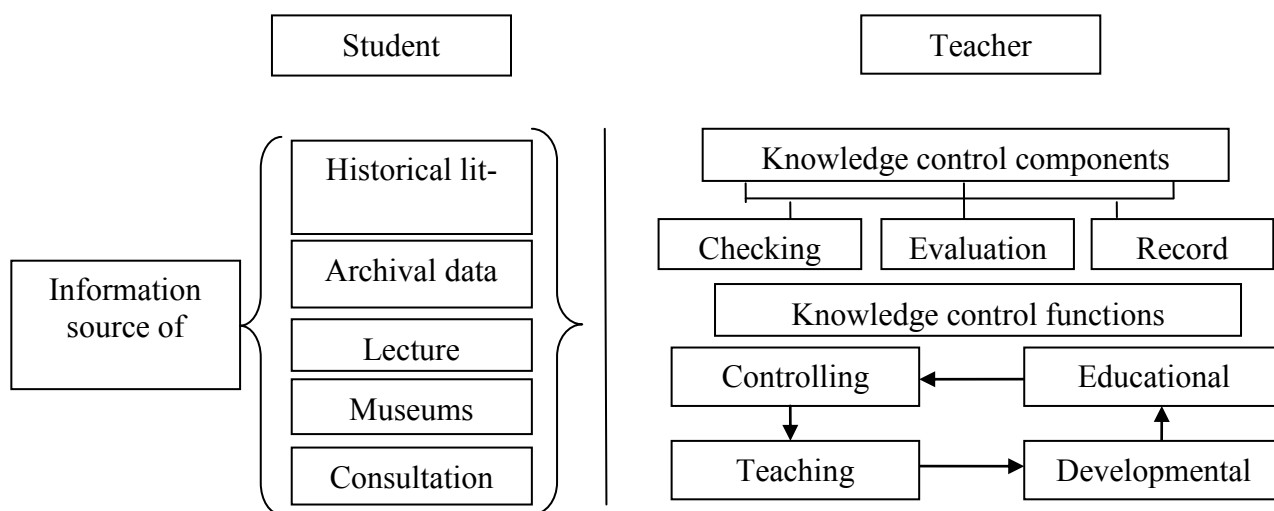 Student
Teacher
Information
source of
Historical lit-
Archival data
Lecture
Museums
Consultation
Knowledge control components
Checking
Evaluation
Record
Knowledge control functions
Controlling
Educational
Teaching
Developmental